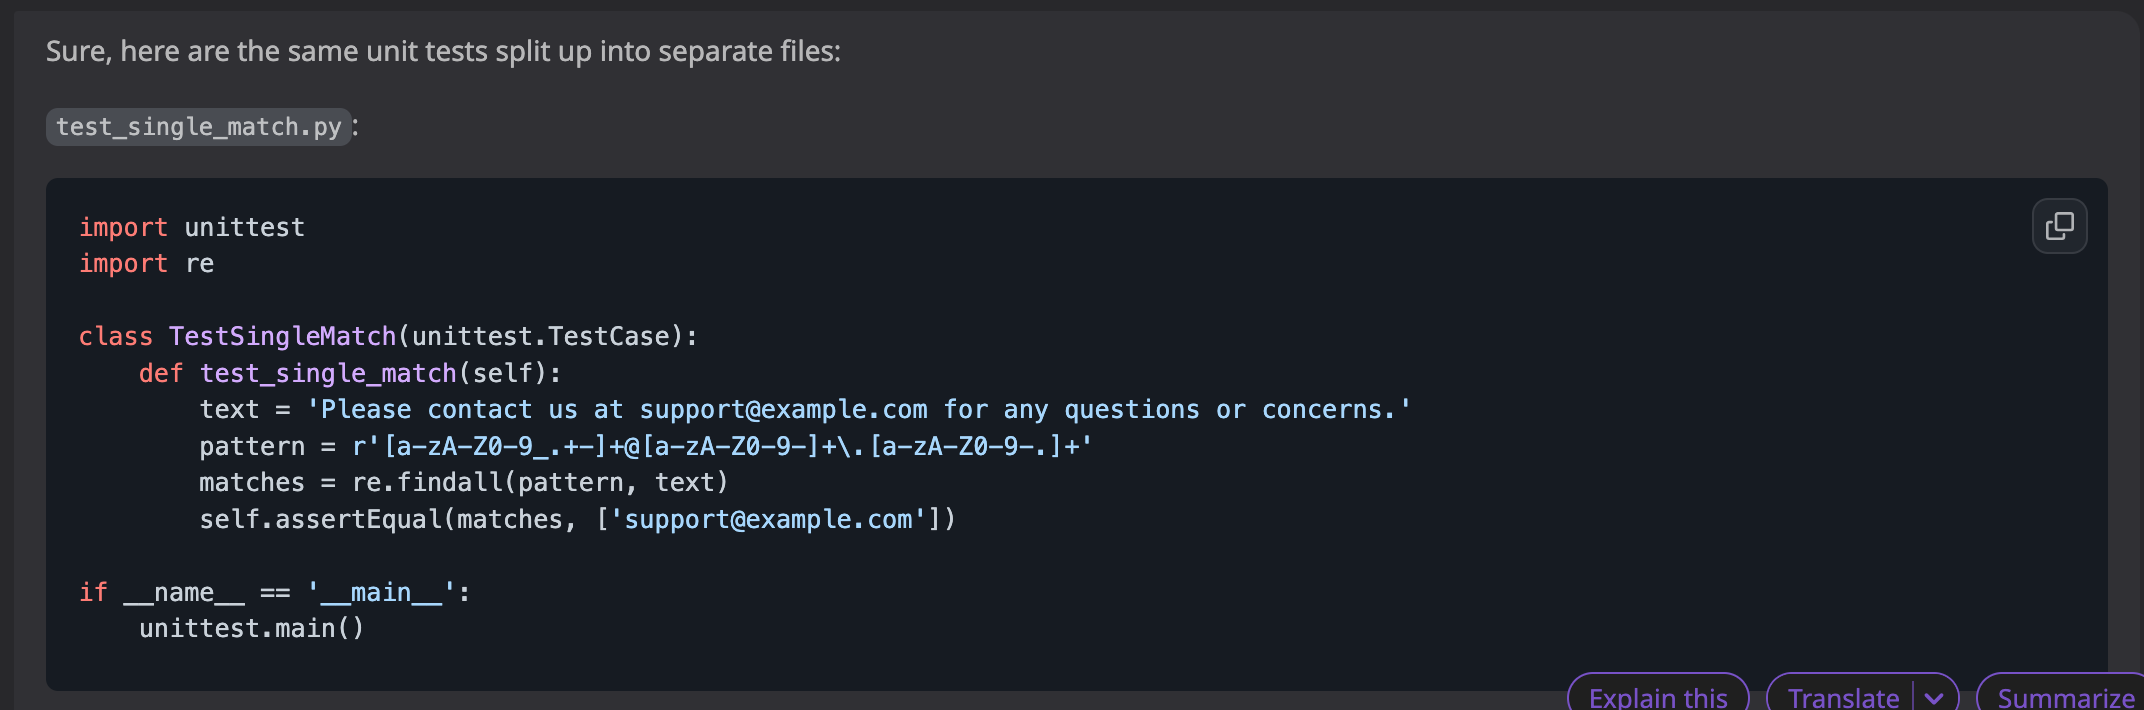 Sure, here are the same unit tests split up into separate files:
test_single_match.py:
import unittest
import re
class TestSingleMatch(unittest.TestCase):
    def test_single_match(self):
        text = 'Please contact us at support@example.com for any questions or concerns.'
        pattern = r'[a-zA-Z0-9_.+-]+@[a-zA-Z0-9-]+\.[a-zA-Z0-9-.]+'
        matches = re.findall(pattern, text)
        self.assertEqual(matches, ['support@example.com'])
if __name__ == '__main__':
    unittest.main()
Explain this
Translate
Summarize